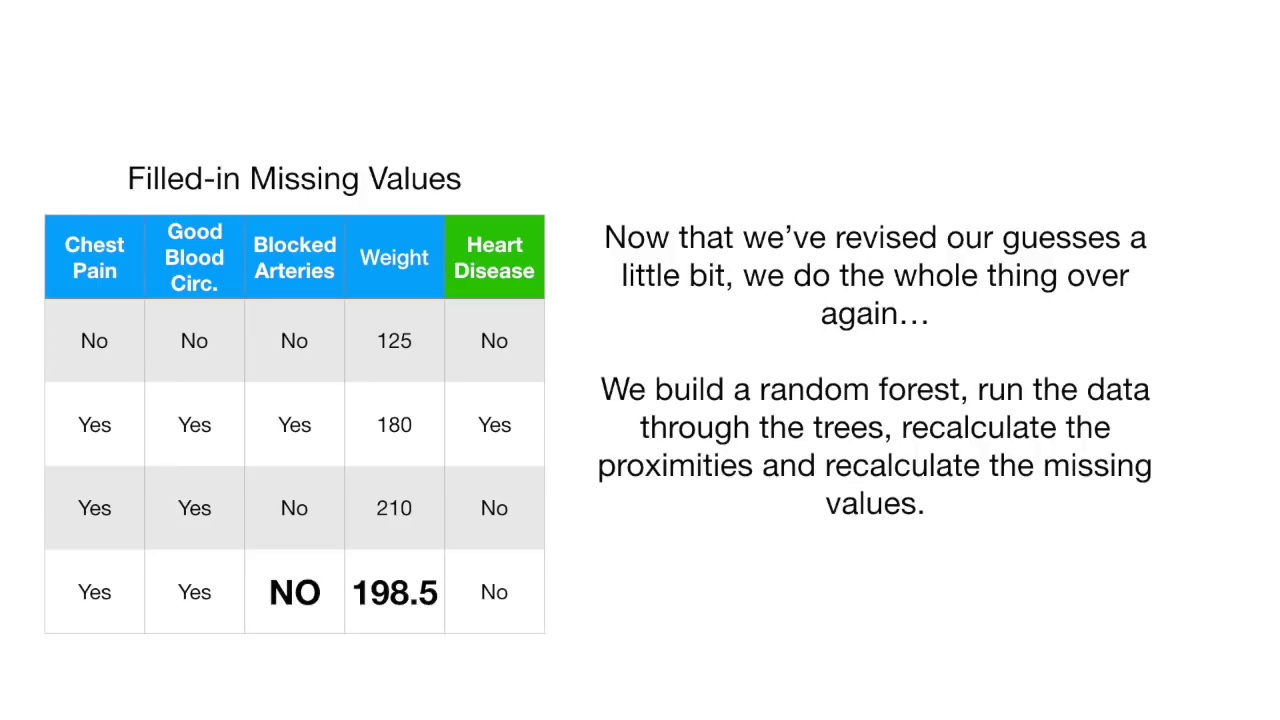 Filled-in Missing Values
Chest Pain Good Blood Circ. Blocked Arteries Weight Heart Disease
No No No 125 No
Yes Yes Yes 180 Yes
Yes Yes No 210 No
Yes Yes NO 198.5 No
Now that we’ve revised our guesses a
little bit, we do the whole thing over
again…
We build a random forest, run the data
through the trees, recalculate the
proximities and recalculate the missing
values.